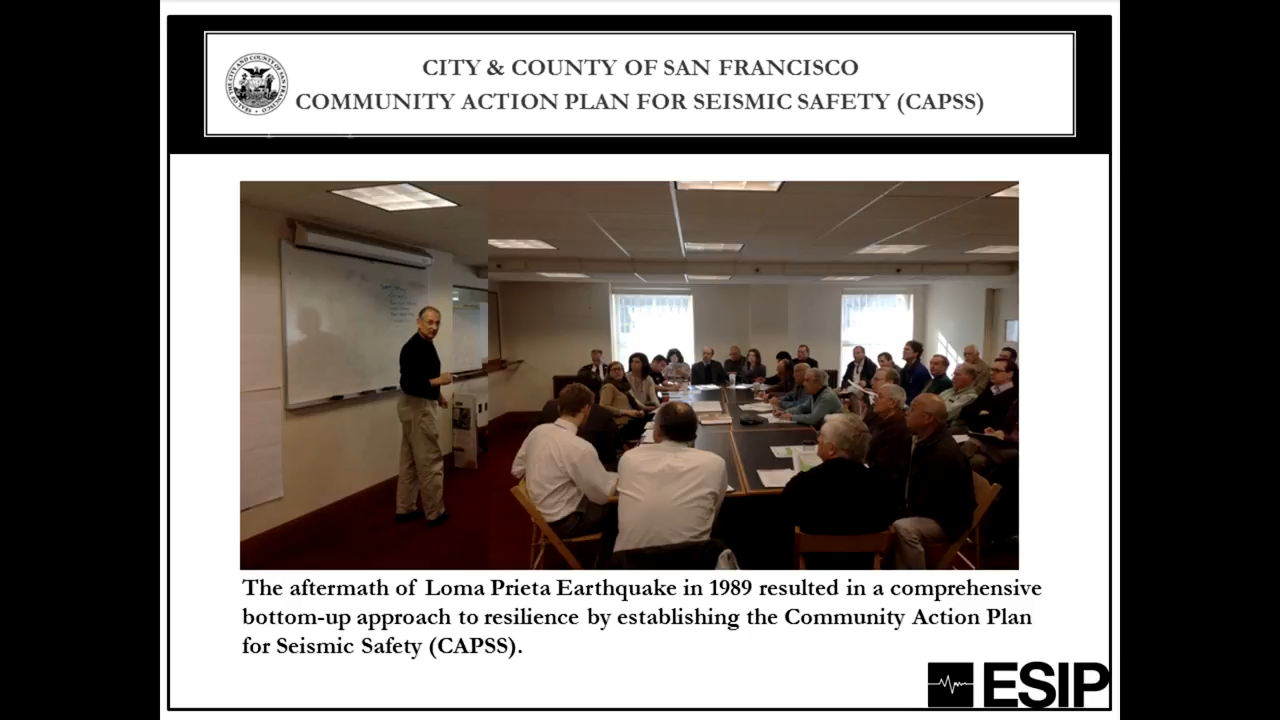 CITY & COUNTY OF SAN FRANCISCO
COMMUNITY ACTION PLAN FOR SEISMIC SAFETY (CAPSS)
The aftermath of Loma Prieta Earthquake in 1989 resulted in a comprehensive
bottom-up approach to resilience by establishing the Community Action Plan
for Seismic Safety (CAPSS).
ESIP